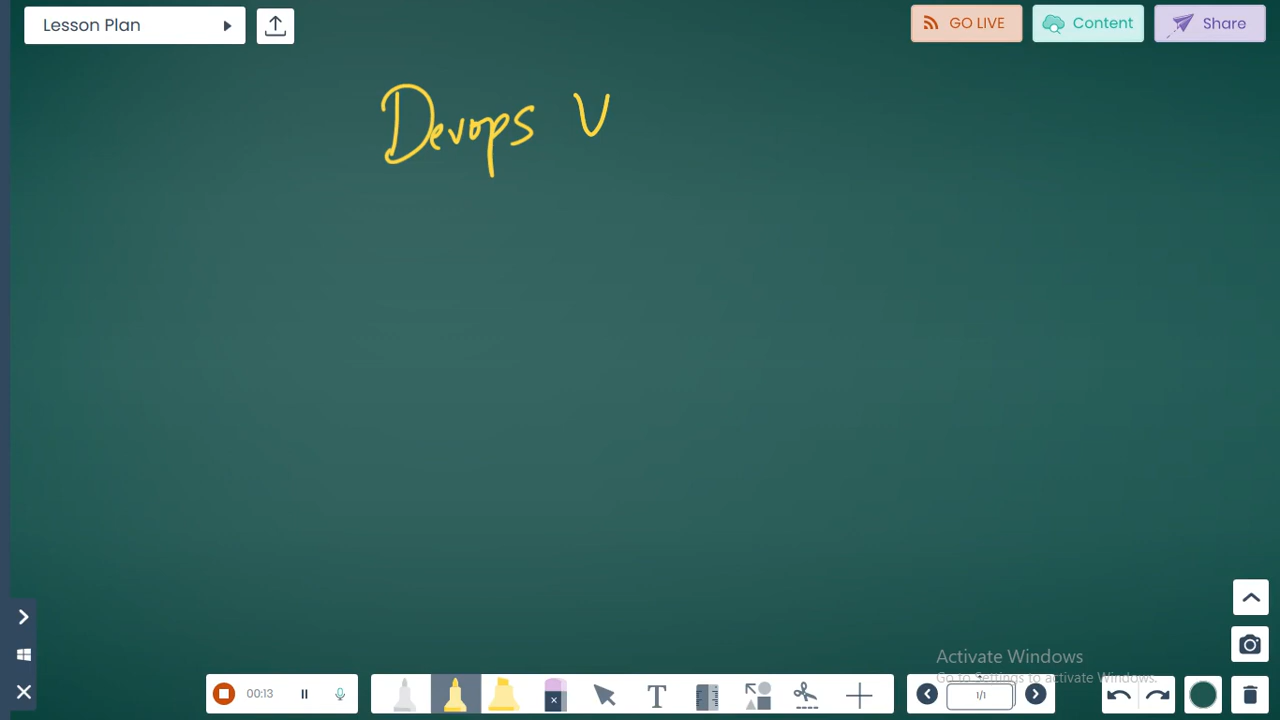 Lesson Plan
GO LIVE
Content
Share
Devops V
Activate Windows
Go to Settings to activate Windows.
00:13
T
1/1